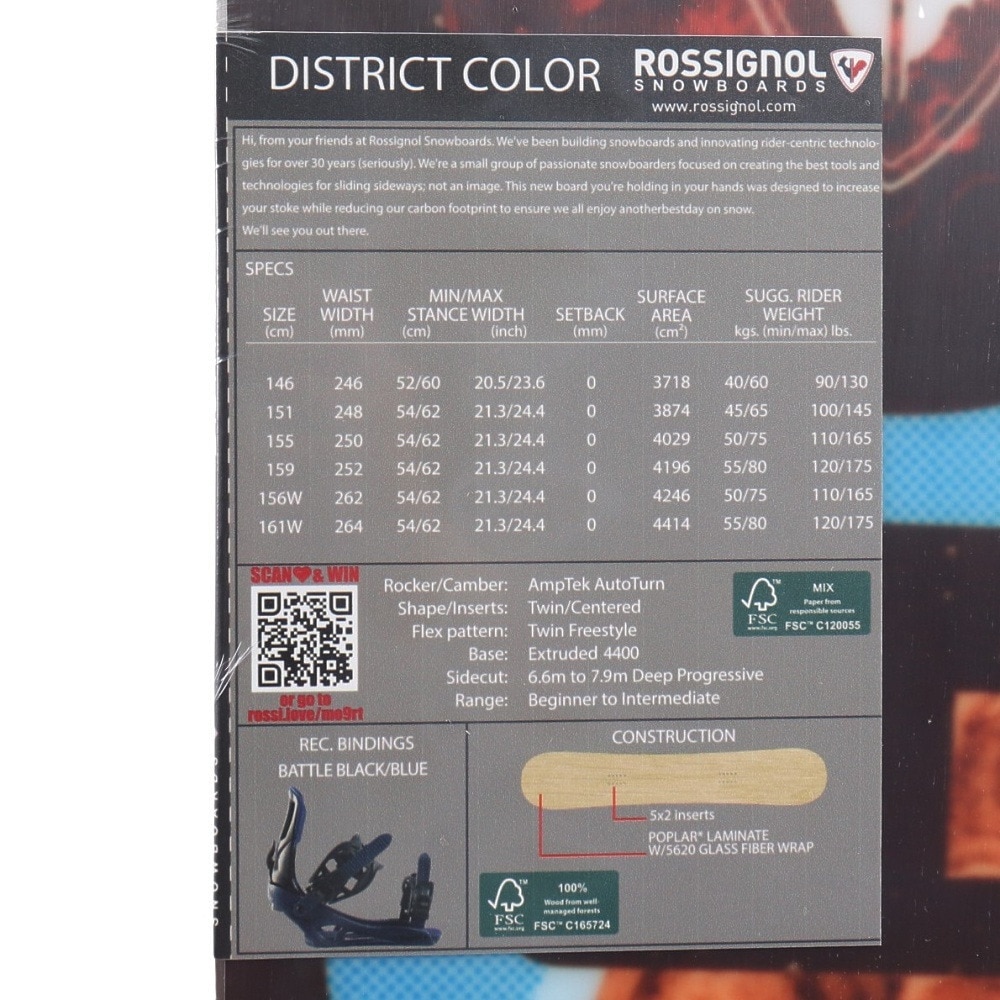 DISTRICT COLOR
ROSSIGNOL
SNOWBOARDS
www.rossignol.com
Hi, from your friends at Rossignol Snowboards. We've been building snowboards and innovating rider-centric technolo-
gies for over 30 years (seriously). We're a small group of passionate snowboarders focused on creating the best tools and
technologies for sliding sideways; not an image. This new board you're holding in your hands was designed to increase
your stoke while reducing our carbon footprint to ensure we all enjoy anotherbestday on snow.
We'll see you out there.
SPECS
SIZE (cm) WAIST WIDTH (mm) MIN/MAX STANCE WIDTH (cm) (inch) SETBACK (mm) SURFACE AREA (cm²) SUGG. RIDER WEIGHT kgs. (min/max) lbs.
146 246 52/60 20.5/23.6 0 3718 40/60 90/130
151 248 54/62 21.3/24.4 0 3874 45/65 100/145
155 250 54/62 21.3/24.4 0 4029 50/75 110/165
159 252 54/62 21.3/24.4 0 4196 55/80 120/175
156W 262 54/62 21.3/24.4 0 4246 50/75 110/165
161W 264 54/62 21.3/24.4 0 4414 55/80 120/175
SCAN & WIN
or go to
rossi.love/mo9rt
Rocker/Camber: AmpTek AutoTurn
Shape/Inserts: Twin/Centered
Flex pattern: Twin Freestyle
Base: Extruded 4400
Sidecut: 6.6m to 7.9m Deep Progressive
Range: Beginner to Intermediate
FSC
www.fsc.org
MIX
Paper from
responsible sources
FSC™ C120055
REC. BINDINGS
BATTLE BLACK/BLUE
CONSTRUCTION
5x2 inserts
POPLAR* LAMINATE
W/5620 GLASS FIBER WRAP
FSC
www.fsc.org
100%
Wood from well-
managed forests
FSC™ C165724
SNOWBOARDS